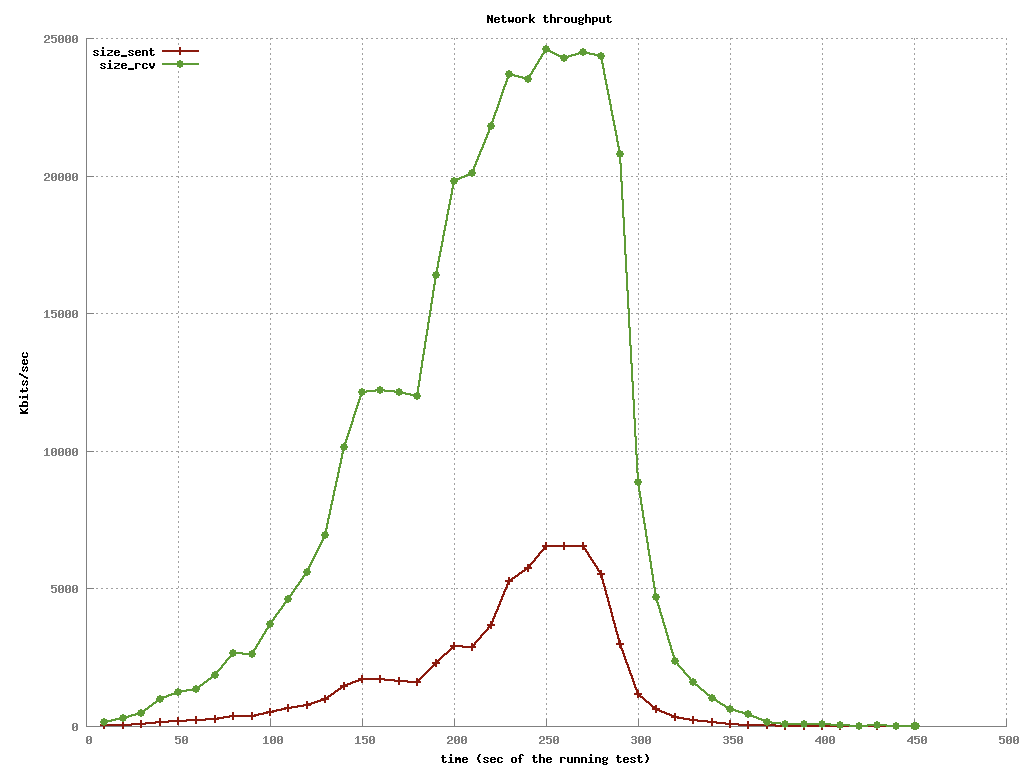 Network throughput
25000
size_sent
size_rcv
20000
15000
Kbits/sec
10000
5000
0
0 50 100 150 200 250 300 350 400 450 500
time (sec of the running test)